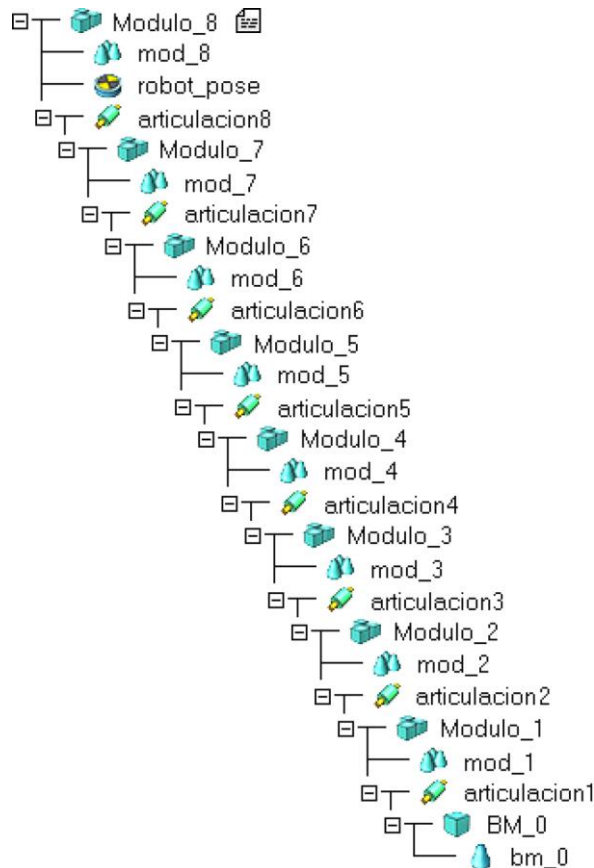 Modulo_8
mod_8
robot_pose
articulacion8
Modulo_7
mod_7
articulacion7
Modulo_6
mod_6
articulacion6
Modulo_5
mod_5
articulacion5
Modulo_4
mod_4
articulacion4
Modulo_3
mod_3
articulacion3
Modulo_2
mod_2
articulacion2
Modulo_1
mod_1
articulacion1
BM_0
bm_0